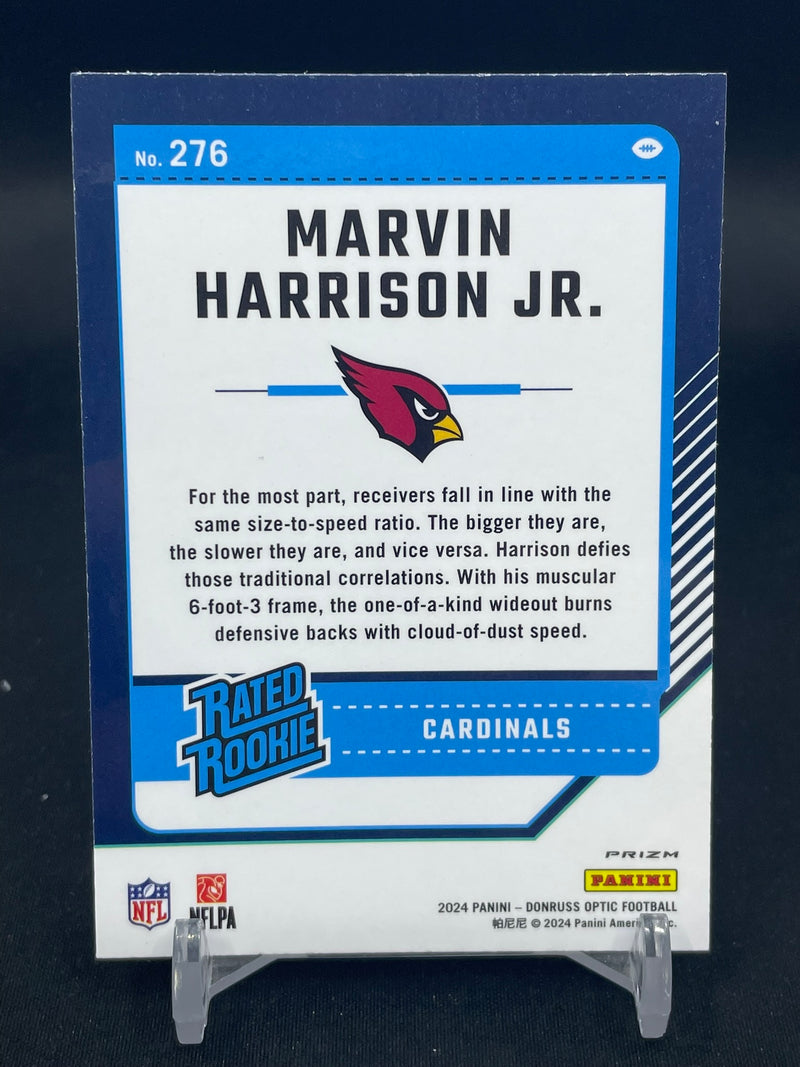 No. 276
MARVIN
HARRISON JR.
For the most part, receivers fall in line with the
same size-to-speed ratio. The bigger they are,
the slower they are, and vice versa. Harrison defies
those traditional correlations. With his muscular
6-foot-3 frame, the one-of-a-kind wideout burns
defensive backs with cloud-of-dust speed.
RATED
ROOKIE
CARDINALS
PRIZM
PANINI
NFL
NFLPA
2024 PANINI – DONRUSS OPTIC FOOTBALL
帕尼尼 © 2024 Panini